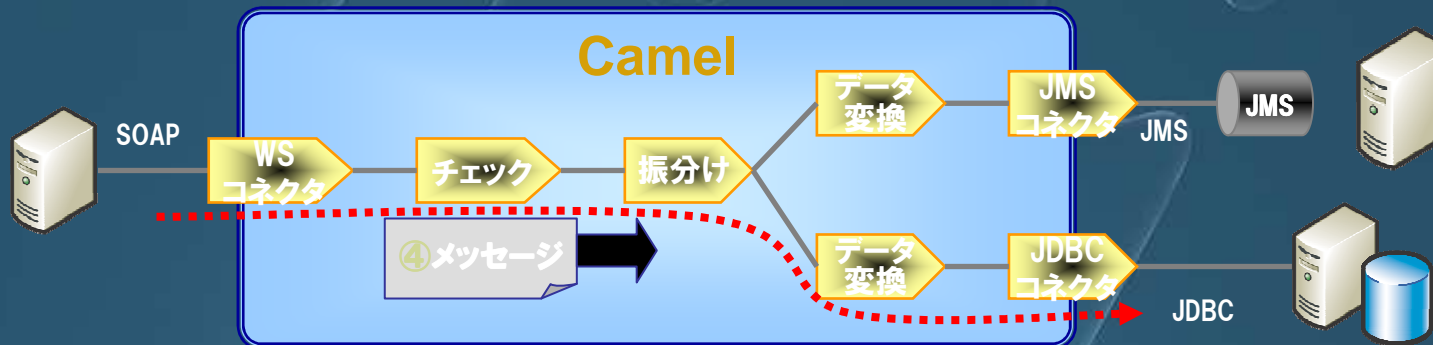 Camel
SOAP
WS
コネクタ
チェック
振分け
データ
変換
JMS
コネクタ
JMS
JMS
④メッセージ
データ
変換
JDBC
コネクタ
JDBC